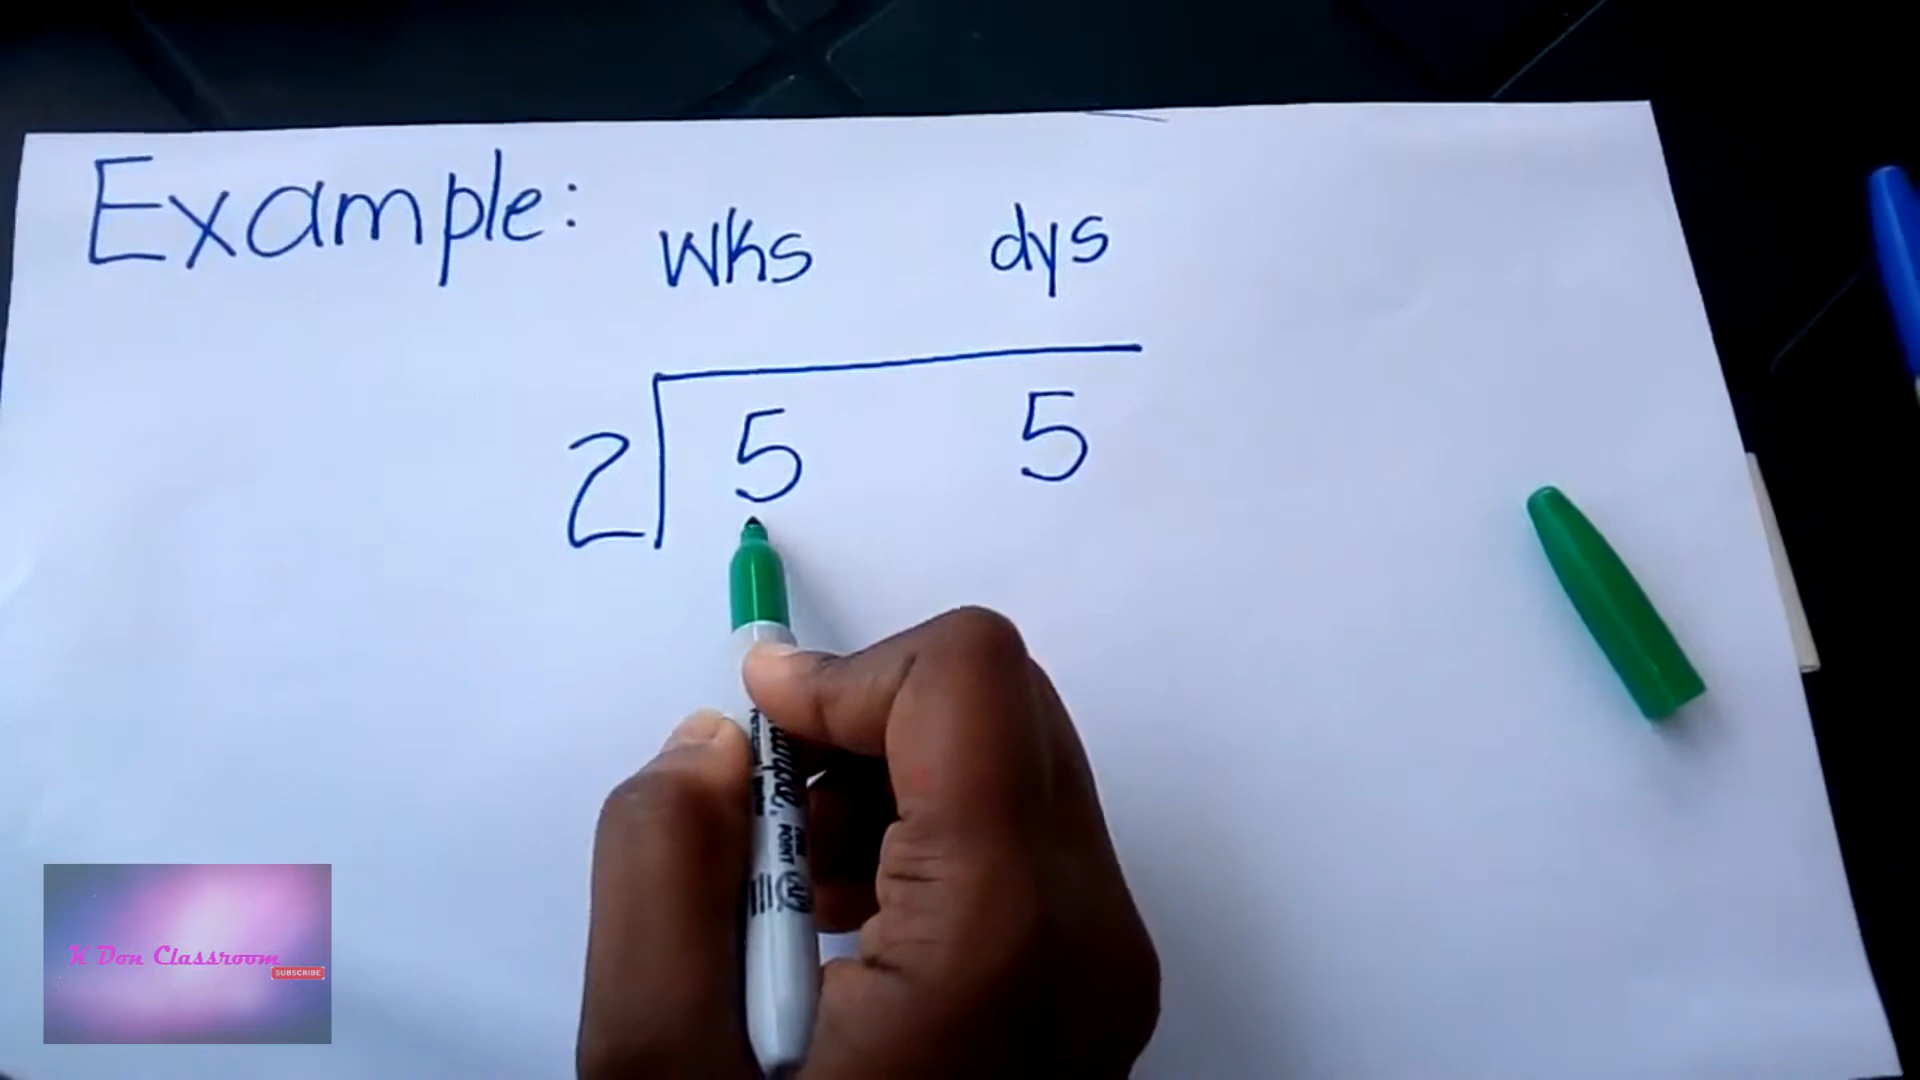 Example:
wks dys
2 5 5
K Don Classroom
SUBSCRIBE